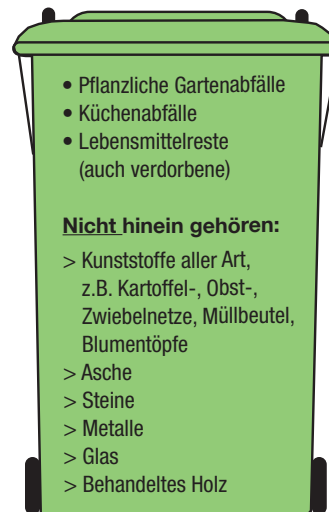 • Pflanzliche Gartenabfälle
• Küchenabfälle
• Lebensmittelreste
(auch verdorbene)
Nicht hinein gehören:
> Kunststoffe aller Art,
z.B. Kartoffel-, Obst-,
Zwiebelnetze, Müllbeutel,
Blumentöpfe
> Asche
> Steine
> Metalle
> Glas
> Behandeltes Holz